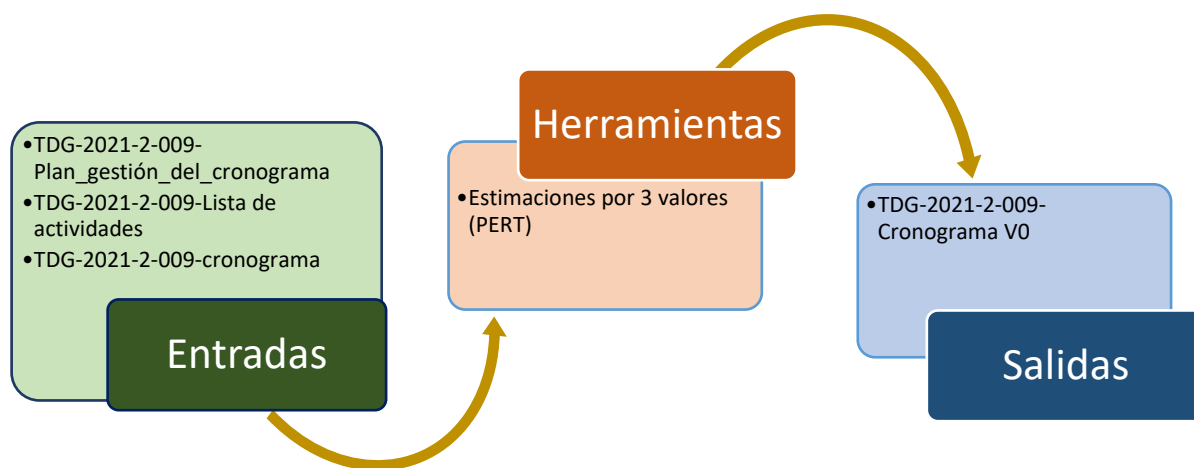 •TDG-2021-2-009-
Plan_gestión_del_cronograma
•TDG-2021-2-009-Lista de
actividades
•TDG-2021-2-009-cronograma
Entradas
Herramientas
•Estimaciones por 3 valores
(PERT)
•TDG-2021-2-009-
Cronograma V0
Salidas